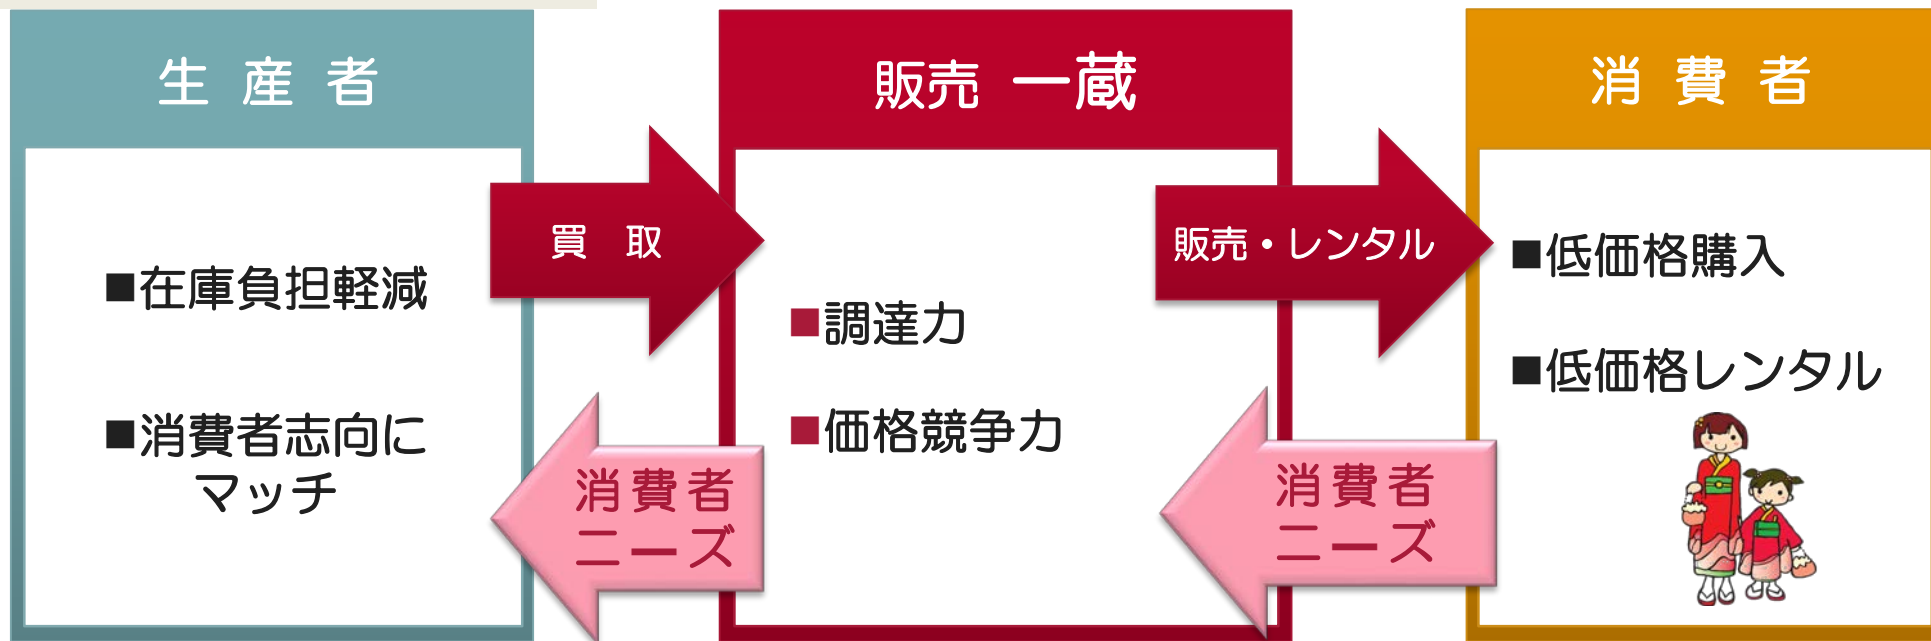 生産者
■在庫負担軽減
■消費者志向に
マッチ
買取
消費者
ニーズ
販売 一蔵
■調達力
■価格競争力
販売・レンタル
消費者
ニーズ
消費者
■低価格購入
■低価格レンタル